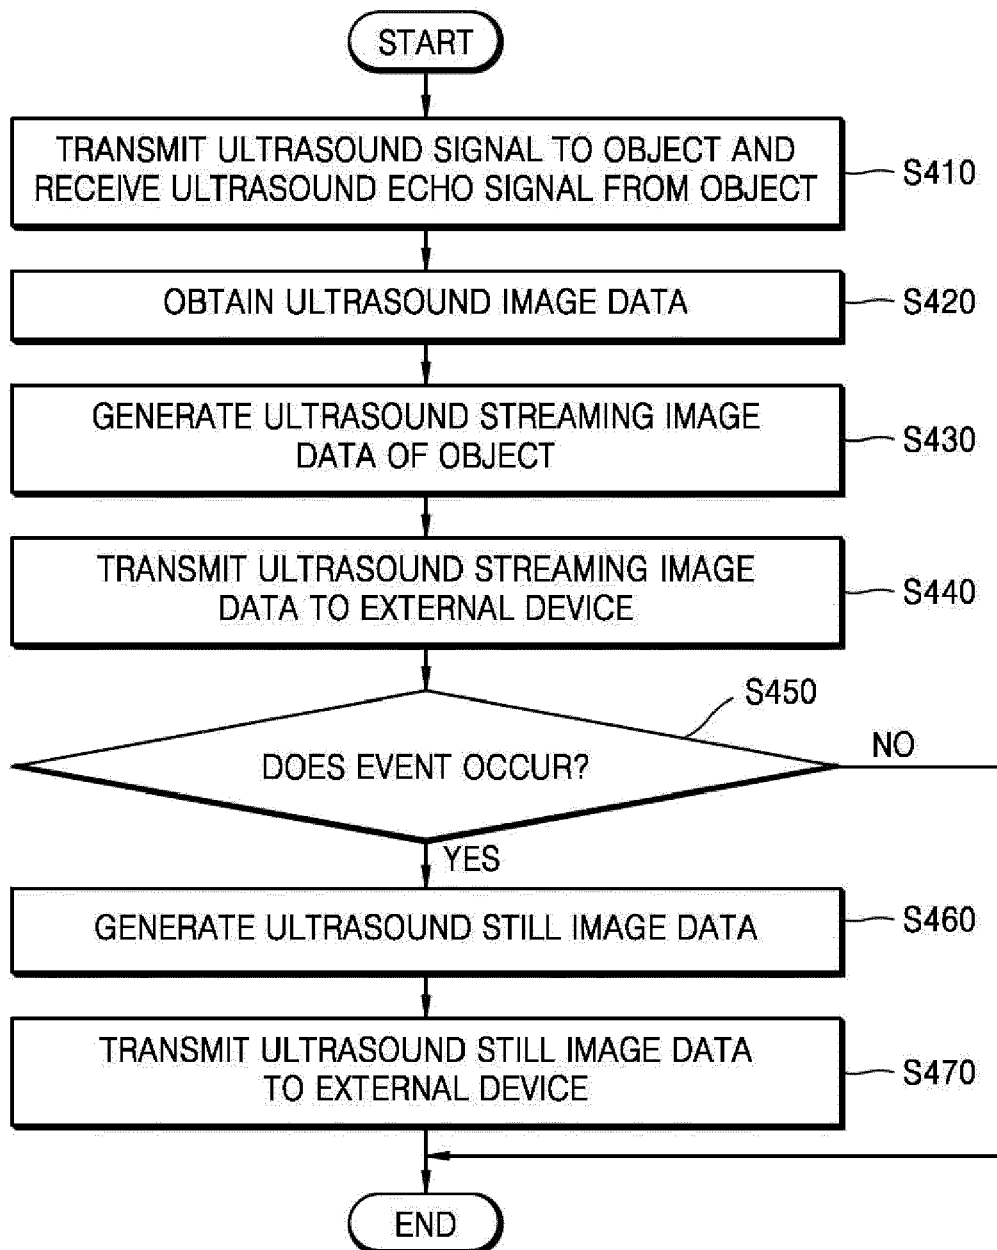 START
TRANSMIT ULTRASOUND SIGNAL TO OBJECT AND
RECEIVE ULTRASOUND ECHO SIGNAL FROM OBJECT
S410
OBTAIN ULTRASOUND IMAGE DATA
S420
GENERATE ULTRASOUND STREAMING IMAGE
DATA OF OBJECT
S430
TRANSMIT ULTRASOUND STREAMING IMAGE
DATA TO EXTERNAL DEVICE
S440
S450
DOES EVENT OCCUR?
NO
YES
GENERATE ULTRASOUND STILL IMAGE DATA
S460
TRANSMIT ULTRASOUND STILL IMAGE DATA
TO EXTERNAL DEVICE
S470
END